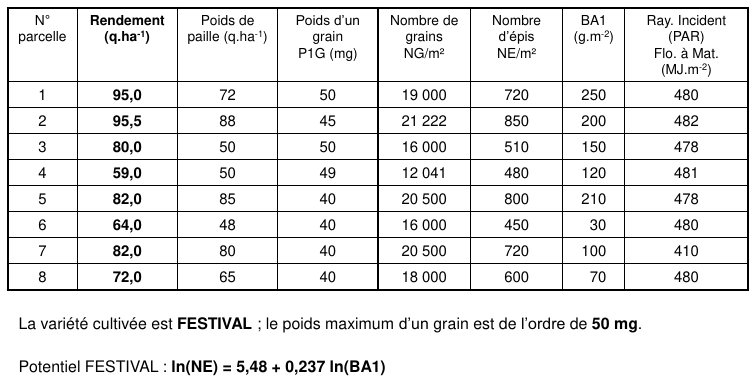 N° parcelle | Rendement (q.ha-1) | Poids de paille (q.ha-1) | Poids d'un grain P1G (mg) | Nombre de grains NG/m² | Nombre d'épis NE/m² | BA1 (g.m-2) | Ray. Incident (PAR) Flo. à Mat. (MJ.m-2)
1 | 95,0 | 72 | 50 | 19 000 | 720 | 250 | 480
2 | 95,5 | 88 | 45 | 21 222 | 850 | 200 | 482
3 | 80,0 | 50 | 50 | 16 000 | 510 | 150 | 478
4 | 59,0 | 50 | 49 | 12 041 | 480 | 120 | 481
5 | 82,0 | 85 | 40 | 20 500 | 800 | 210 | 478
6 | 64,0 | 48 | 40 | 16 000 | 450 | 30 | 480
7 | 82,0 | 80 | 40 | 20 500 | 720 | 100 | 410
8 | 72,0 | 65 | 40 | 18 000 | 600 | 70 | 480
La variété cultivée est FESTIVAL ; le poids maximum d'un grain est de l'ordre de 50 mg.
Potentiel FESTIVAL : ln(NE) = 5,48 + 0,237 ln(BA1)